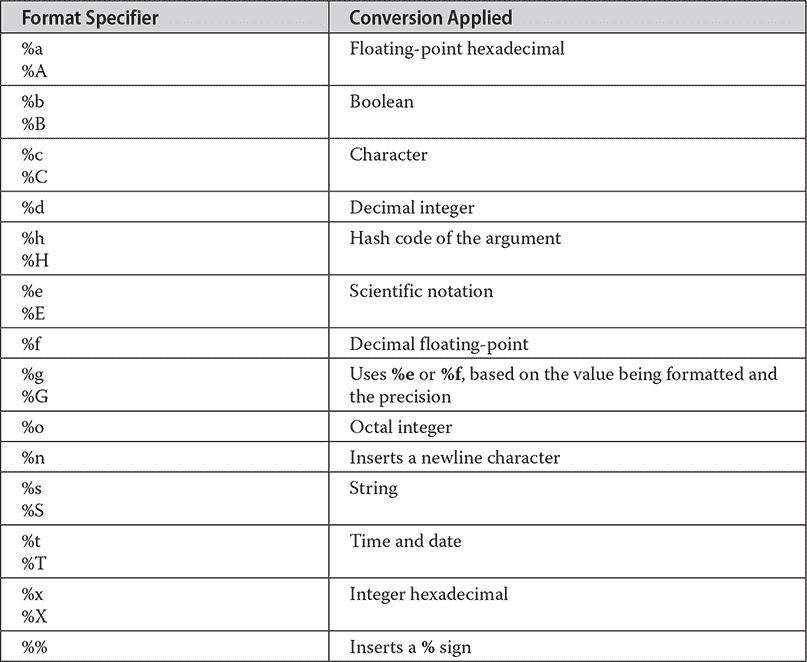 Format Specifier Conversion Applied
%a Floating-point hexadecimal
%A
%b Boolean
%B
%c Character
%C
%d Decimal integer
%h Hash code of the argument
%H
%e Scientific notation
%E
%f Decimal floating-point
%g Uses %e or %f, based on the value being formatted and
%G the precision
%o Octal integer
%n Inserts a newline character
%s String
%S
%t Time and date
%T
%x Integer hexadecimal
%X
%% Inserts a % sign